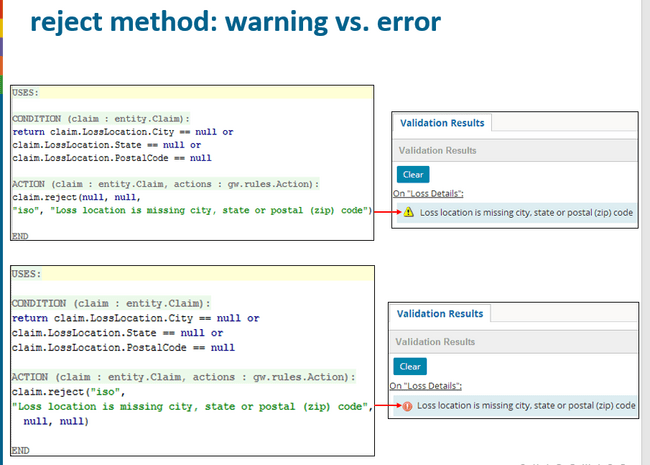 reject method: warning vs. error
USES:
CONDITION (claim : entity.Claim):
return claim.LossLocation.City == null or
claim.LossLocation.State == null or
claim.LossLocation.PostalCode == null
ACTION (claim : entity.Claim, actions : gw.rules.Action):
claim.reject(null, null,
"iso", "Loss location is missing city, state or postal (zip) code")
END
Validation Results
Validation Results
Clear
On "Loss Details":
Loss location is missing city, state or postal (zip) code
USES:
CONDITION (claim : entity.Claim):
return claim.LossLocation.City == null or
claim.LossLocation.State == null or
claim.LossLocation.PostalCode == null
ACTION (claim : entity.Claim, actions : gw.rules.Action):
claim.reject("iso",
"Loss location is missing city, state or postal (zip) code",
null, null)
END
Validation Results
Validation Results
Clear
On "Loss Details":
Loss location is missing city, state or postal (zip) code